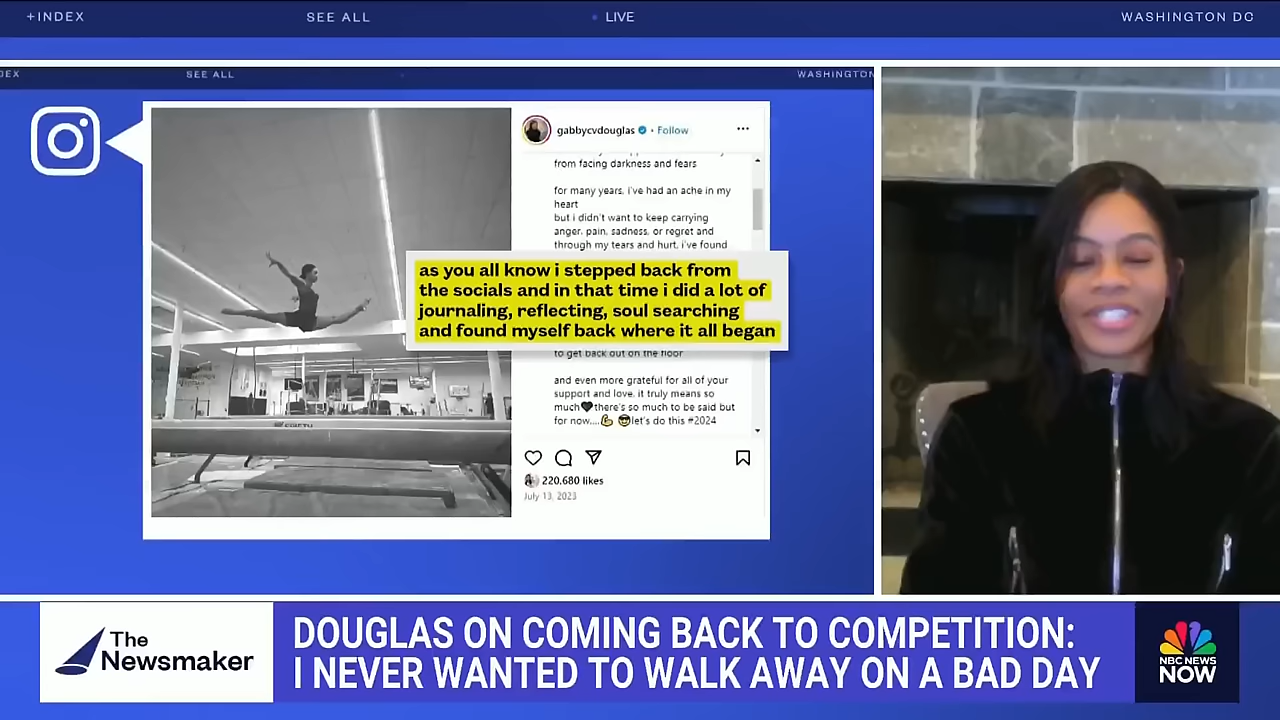 +INDEX
SEE ALL
LIVE
WASHINGTON DC
SEE ALL
WASHINGTON
gabbycvdouglas • Follow
from facing darkness and fears
for many years, i've had an ache in my
heart
but i didn't want to keep carrying
anger, pain, sadness, or regret and
through my tears and hurt, i've found
as you all know i stepped back from
the socials and in that time i did a lot of
journaling, reflecting, soul searching
and found myself back where it all began
to get back out on the floor
and even more grateful for all of your
support and love. it truly means so
much🖤there's so much to be said but
for now....💪 😎let's do this #2024
220,680 likes
July 13, 2023
The
Newsmaker
DOUGLAS ON COMING BACK TO COMPETITION:
I NEVER WANTED TO WALK AWAY ON A BAD DAY
NBC NEWS
NOW